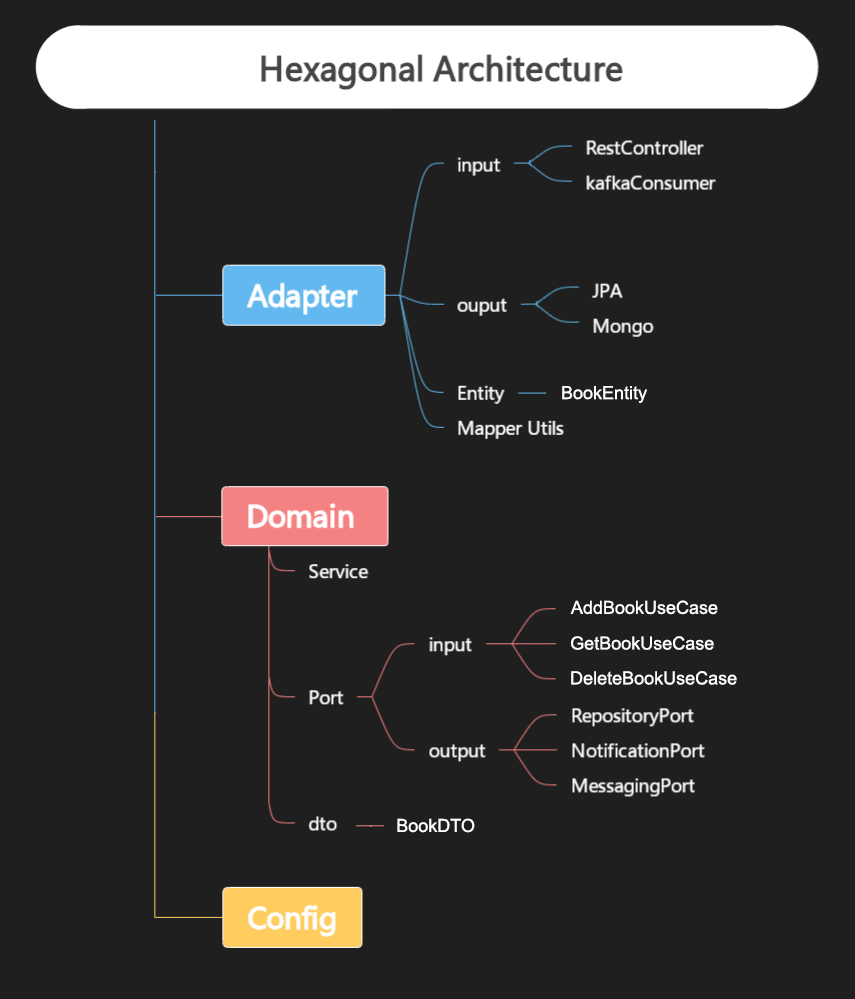 Hexagonal Architecture
Adapter
input
RestController
kafkaConsumer
ouput
JPA
Mongo
Entity
BookEntity
Mapper Utils
Domain
Service
Port
input
AddBookUseCase
GetBookUseCase
DeleteBookUseCase
output
RepositoryPort
NotificationPort
MessagingPort
dto
BookDTO
Config